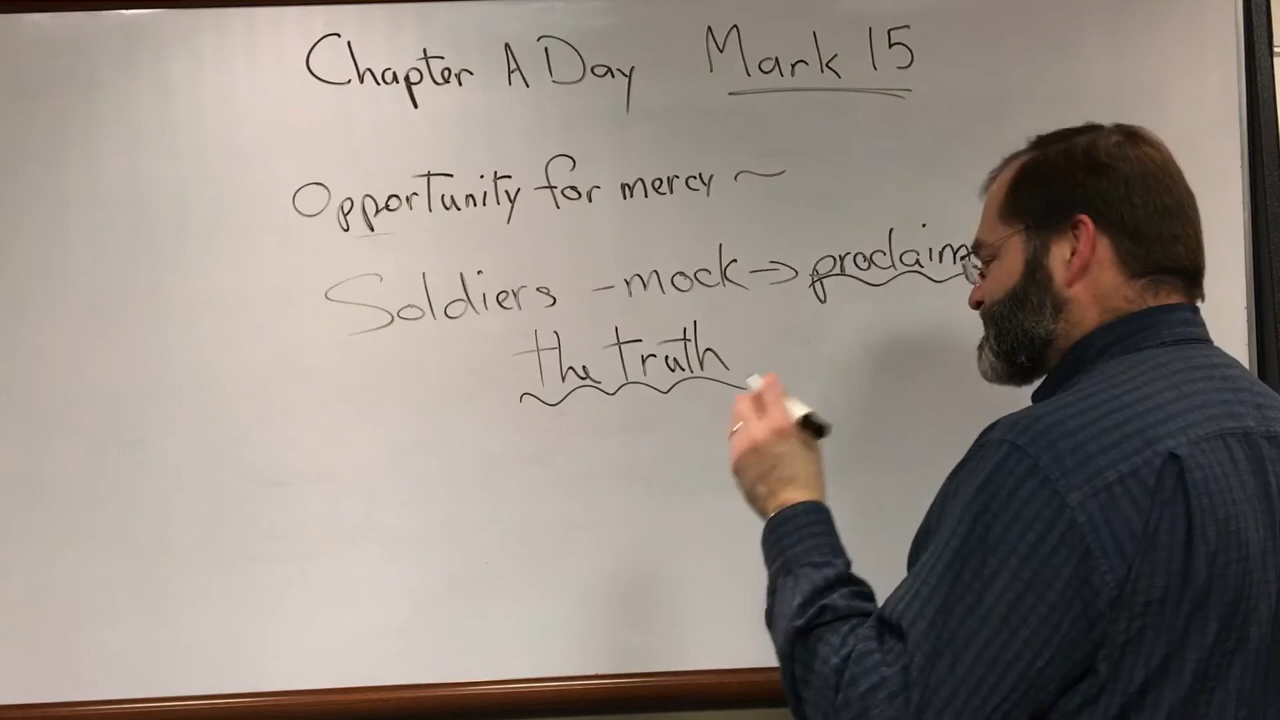 Chapter A Day Mark 15
Opportunity for mercy ~
Soldiers - mock → proclaim
the truth